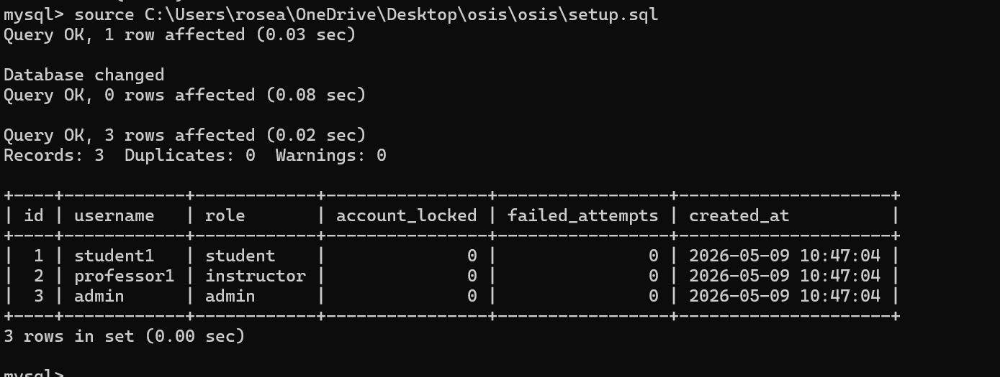 mysql> source C:\Users\rosea\OneDrive\Desktop\osis\osis\setup.sql
Query OK, 1 row affected (0.03 sec)
Database changed
Query OK, 0 rows affected (0.08 sec)
Query OK, 3 rows affected (0.02 sec)
Records: 3  Duplicates: 0  Warnings: 0
+----+------------+------------+----------------+-----------------+---------------------+
| id | username   | role       | account_locked | failed_attempts | created_at          |
+----+------------+------------+----------------+-----------------+---------------------+
|  1 | student1   | student    |              0 |               0 | 2026-05-09 10:47:04 |
|  2 | professor1 | instructor |              0 |               0 | 2026-05-09 10:47:04 |
|  3 | admin      | admin      |              0 |               0 | 2026-05-09 10:47:04 |
+----+------------+------------+----------------+-----------------+---------------------+
3 rows in set (0.00 sec)
mysql>